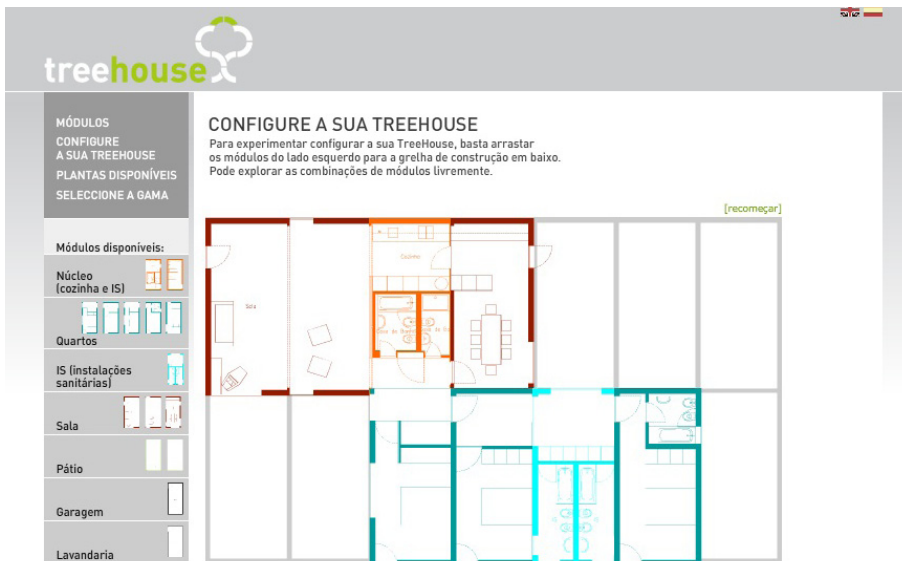 treehouse
MÓDULOS
CONFIGURE
A SUA TREEHOUSE
PLANTAS DISPONÍVEIS
SELECCIONE A GAMA
CONFIGURE A SUA TREEHOUSE
Para experimentar configurar a sua TreeHouse, basta arrastar
os módulos do lado esquerdo para a grelha de construção em baixo.
Pode explorar as combinações de módulos livremente.
[recomeçar]
Módulos disponíveis:
Núcleo
(cozinha e IS)
Quartos
IS (instalações
sanitárias)
Sala
Pátio
Garagem
Lavandaria
Sala
Cozinha